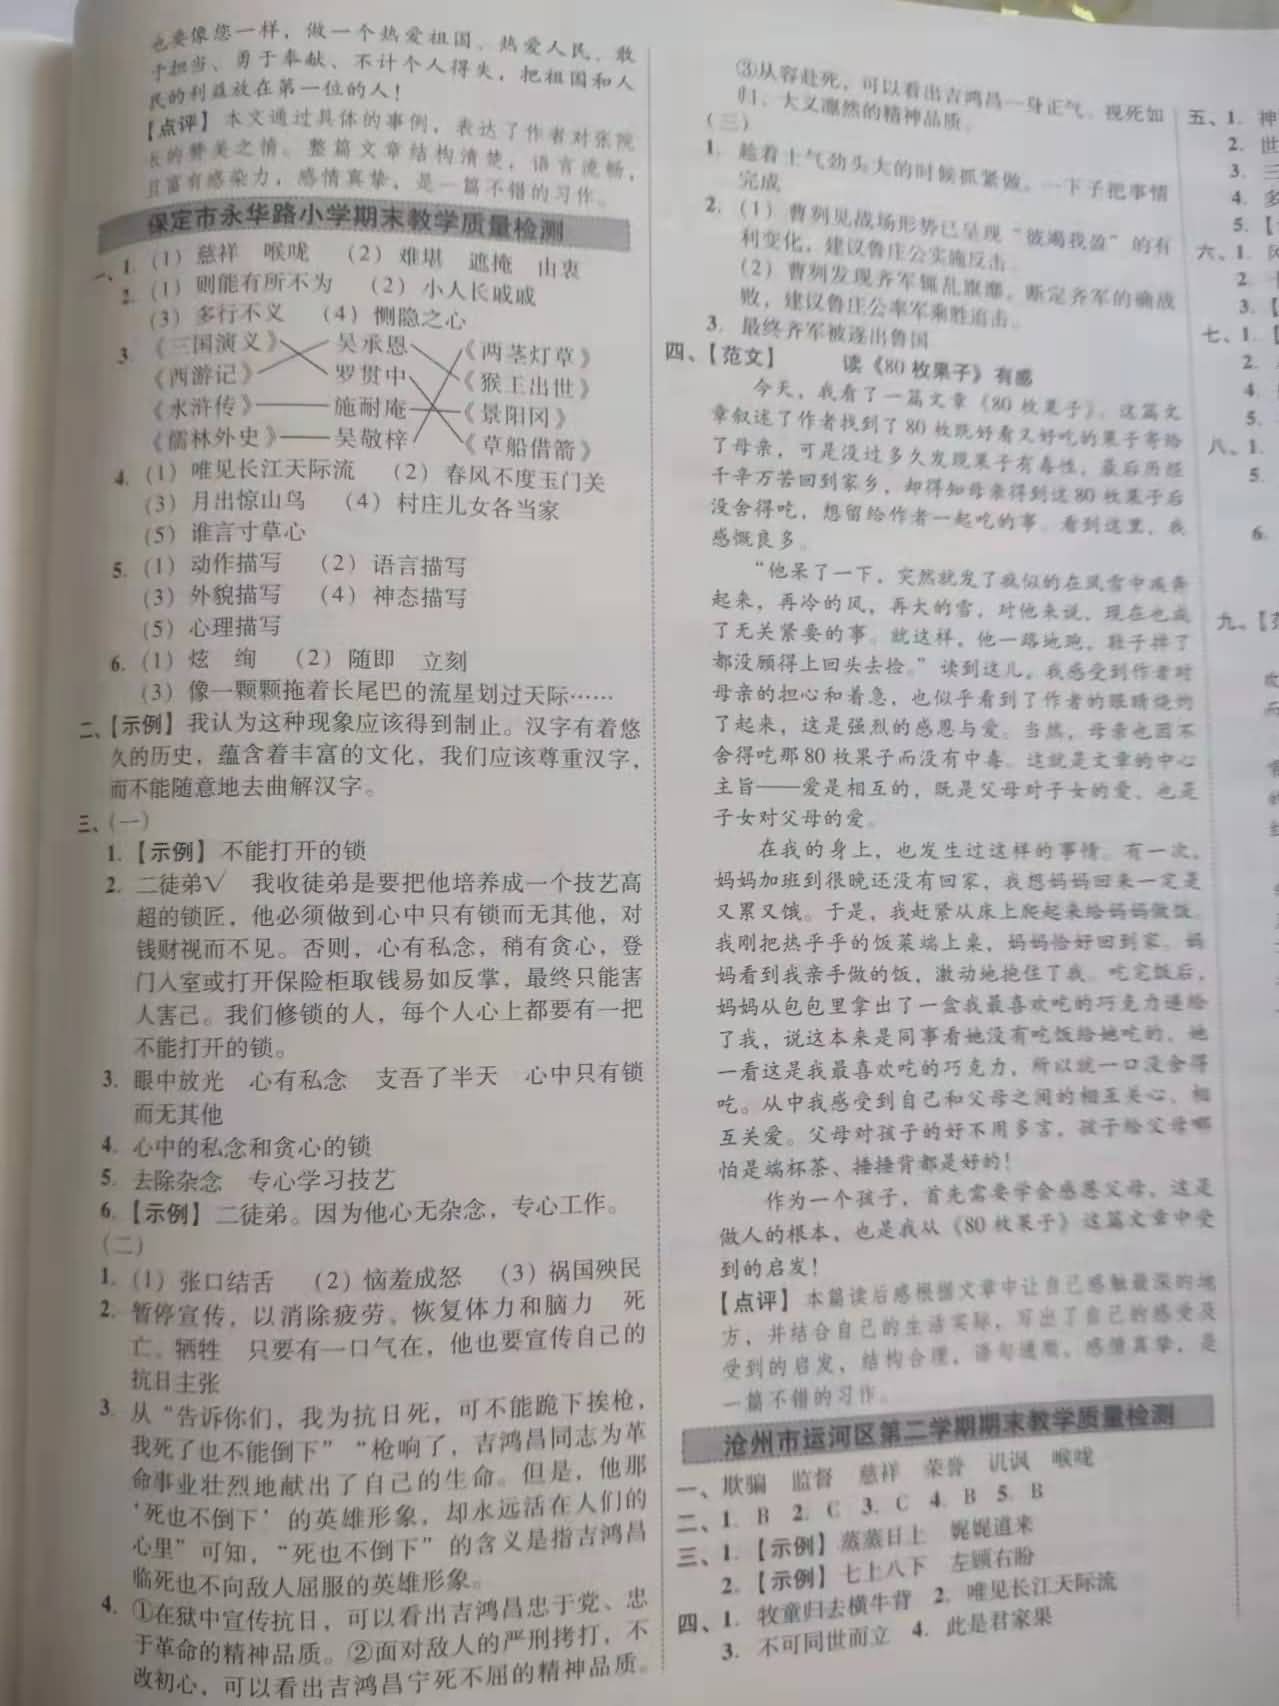 也要像您一样，做一个热爱祖国、热爱人民、敢
于担当、勇于奉献、不计个人得失，把祖国和人
民的利益放在第一位的人！
【点评】本文通过具体的事例，表达了作者对张院
长的赞美之情。整篇文章结构清楚，语言流畅，
且富有感染力，感情真挚，是一篇不错的习作。
保定市永华路小学期末教学质量检测
一、1. （1）慈祥 喉咙 （2）难堪 遮掩 由衷
2. （1）则能有所不为 （2）小人长戚戚
（3）多行不义 （4）恻隐之心
3. 《三国演义》 吴承恩 《两茎灯草》
《西游记》 罗贯中 《猴王出世》
《水浒传》 施耐庵 《景阳冈》
《儒林外史》 吴敬梓 《草船借箭》
4. （1）唯见长江天际流 （2）春风不度玉门关
（3）月出惊山鸟 （4）村庄儿女各当家
（5）谁言寸草心
5. （1）动作描写 （2）语言描写
（3）外貌描写 （4）神态描写
（5）心理描写
6. （1）炫 绚 （2）随即 立刻
（3）像一颗颗拖着长尾巴的流星划过天际……
二、【示例】我认为这种现象应该得到制止。汉字有着悠
久的历史，蕴含着丰富的文化，我们应该尊重汉字，
而不能随意地去曲解汉字。
三、（一）
1. 【示例】不能打开的锁
2. 二徒弟√ 我收徒弟是要把他培养成一个技艺高
超的锁匠，他必须做到心中只有锁而无其他，对
钱财视而不见。否则，心有私念，稍有贪心，登
门入室或打开保险柜取钱易如反掌，最终只能害
人害己。我们修锁的人，每个人心上都要有一把
不能打开的锁。
3. 眼中放光 心有私念 支吾了半天 心中只有锁
而无其他
4. 心中的私念和贪心的锁
5. 去除杂念 专心学习技艺
6. 【示例】二徒弟。因为他心无杂念，专心工作。
（二）
1. （1）张口结舌 （2）恼羞成怒 （3）祸国殃民
2. 暂停宣传，以消除疲劳、恢复体力和脑力 死
亡、牺牲 只要有一口气在，他也要宣传自己的
抗日主张
3. 从“告诉你们，我为抗日死，可不能跪下挨枪，
我死了也不能倒下”“枪响了，吉鸿昌同志为革
命事业壮烈地献出了自己的生命。但是，他那
‘死也不倒下’的英雄形象，却永远活在人们的
心里”可知，“死也不倒下”的含义是指吉鸿昌
临死也不向敌人屈服的英雄形象。
4. ①在狱中宣传抗日，可以看出吉鸿昌忠于党、忠
于革命的精神品质。②面对敌人的严刑拷打，不
改初心，可以看出吉鸿昌宁死不屈的精神品质。
③从容赴死，可以看出吉鸿昌一身正气、视死如
归、大义凛然的精神品质。
（三）
1. 趁着士气劲头大的时候抓紧做，一下子把事情
完成
2. （1）曹刿见战场形势已呈现“彼竭我盈”的有
利变化，建议鲁庄公实施反击。
（2）曹刿发现齐军辄乱旗靡，断定齐军的确战
败，建议鲁庄公率军乘胜追击。
3. 最终齐军被逐出鲁国
四、【范文】 读《80枚果子》有感
今天，我看了一篇文章《80枚果子》。这篇文
章叙述了作者找到了80枚既好看又好吃的果子寄给
了母亲，可是没过多久发现果子有毒性，最后历经
千辛万苦回到家乡，却得知母亲得到这80枚果子后
没舍得吃，想留给作者一起吃的事。看到这里，我
感慨良多。
“他呆了一下，突然就发了疯似的在风雪中飞奔
起来，再冷的风，再大的雪，对他来说，现在也成
了无关紧要的事。就这样，他一路地跑，鞋子掉了
都没顾得上回头去捡。”读到这儿，我感受到作者对
母亲的担心和着急，也似乎看到了作者的眼睛烧灼
了起来，这是强烈的感恩与爱。当然，母亲也因不
舍得吃那80枚果子而没有中毒。这就是文章的中心
主旨——爱是相互的，既是父母对子女的爱，也是
子女对父母的爱。
在我的身上，也发生过这样的事情。有一次，
妈妈加班到很晚还没有回家，我想妈妈回来一定是
又累又饿。于是，我赶紧从床上爬起来给妈妈做饭。
我刚把热乎乎的饭菜端上桌，妈妈恰好回到家。妈
妈看到我亲手做的饭，激动地抱住了我。吃完饭后，
妈妈从包包里拿出了一盒我最喜欢吃的巧克力递给
了我，说这本来是同事看她没有吃饭给她吃的，她
一看这是我最喜欢吃的巧克力，所以就一口没舍得
吃。从中我感受到自己和父母之间的相互关心、相
互关爱。父母对孩子的好不用多言，孩子给父母哪
怕是端杯茶、捶捶背都是好的！
作为一个孩子，首先需要学会感恩父母，这是
做人的根本，也是我从《80枚果子》这篇文章中受
到的启发！
【点评】本篇读后感根据文章中让自己感触最深的地
方，并结合自己的生活实际，写出了自己的感受及
受到的启发，结构合理，语句通顺，感情真挚，是
一篇不错的习作。
沧州市运河区第二学期期末教学质量检测
一、欺骗 监督 慈祥 荣誉 讥讽 喉咙
二、1. B 2. C 3. C 4. B 5. B
三、1. 【示例】蒸蒸日上 娓娓道来
2. 【示例】七上八下 左顾右盼
四、1. 牧童归去横牛背 2. 唯见长江天际流
3. 不可同世而立 4. 此是君家果
五、1. 神
2. 世
3. 三
4. 多
5. 【
六、1. 风
2.
3. 【
七、1. 【
2.
4.
5.
八、1.
5.
6.
九、【范